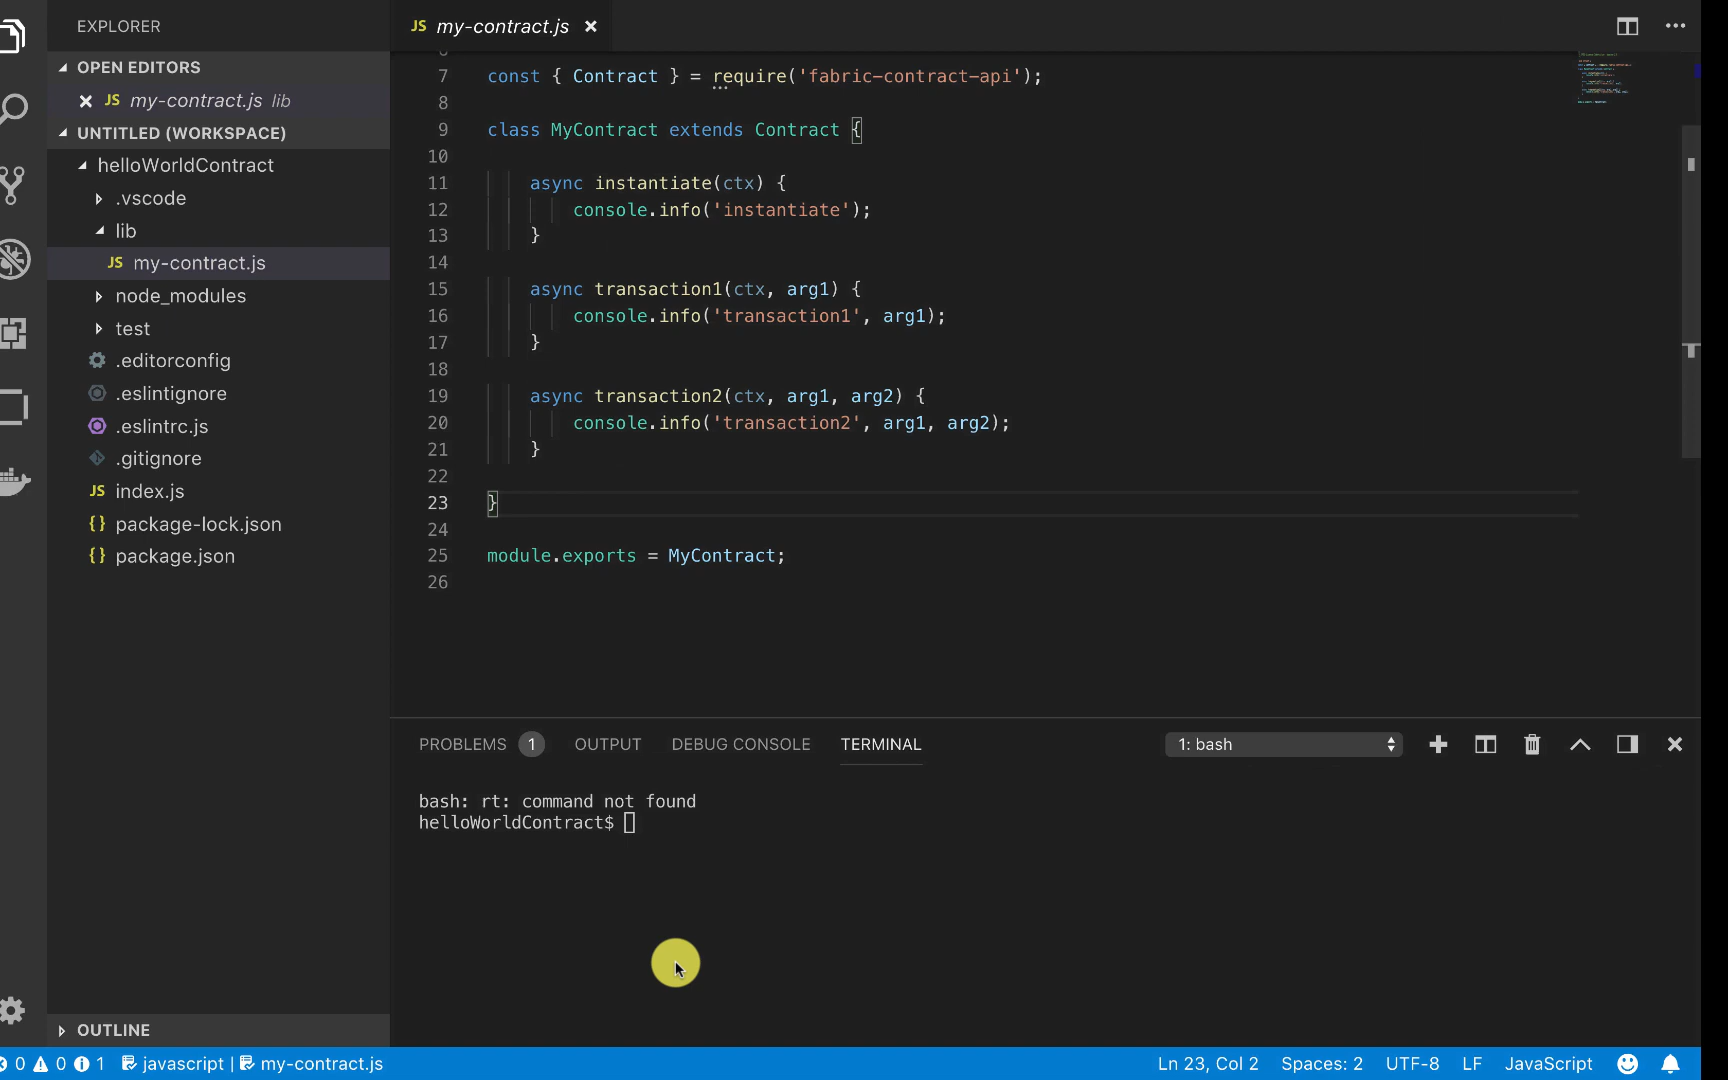 EXPLORER
OPEN EDITORS
JS my-contract.js lib
UNTITLED (WORKSPACE)
helloWorldContract
.vscode
lib
JS my-contract.js
node_modules
test
.editorconfig
.eslintignore
.eslintrc.js
.gitignore
JS index.js
{} package-lock.json
{} package.json
OUTLINE
JS my-contract.js
7 const { Contract } = require('fabric-contract-api');
8
9 class MyContract extends Contract {
10
11 async instantiate(ctx) {
12 console.info('instantiate');
13 }
14
15 async transaction1(ctx, arg1) {
16 console.info('transaction1', arg1);
17 }
18
19 async transaction2(ctx, arg1, arg2) {
20 console.info('transaction2', arg1, arg2);
21 }
22
23 }
24
25 module.exports = MyContract;
26
PROBLEMS 1 OUTPUT DEBUG CONSOLE TERMINAL 1: bash
bash: rt: command not found
helloWorldContract$
0 0 1 javascript | my-contract.js Ln 23, Col 2 Spaces: 2 UTF-8 LF JavaScript